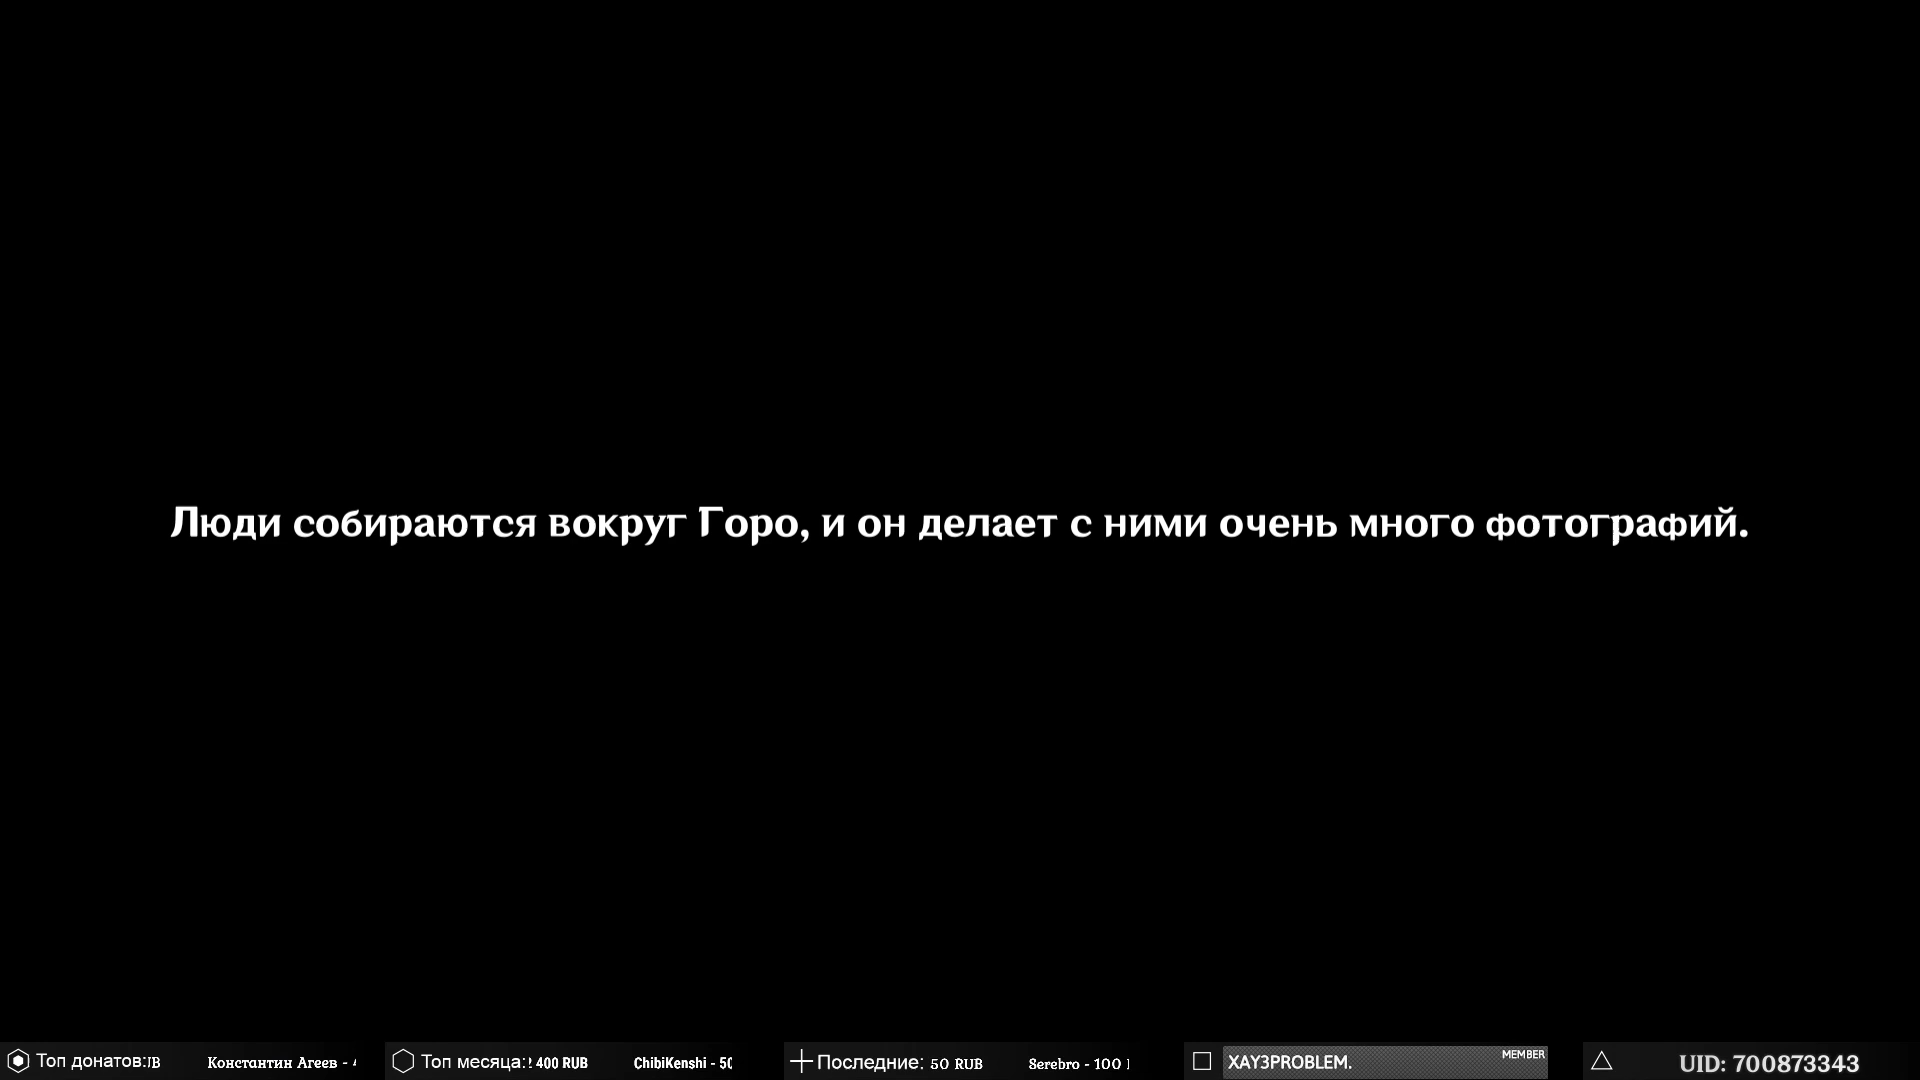 Люди собираются вокруг Горо, и он делает с ними очень много фотографий.
Топ донатов: Константин Агеев -
Топ месяца: 400 RUB ChibiKenshi - 50
Последние: 50 RUB Serebro - 100
XAY3PROBLEM. MEMBER
UID: 700873343